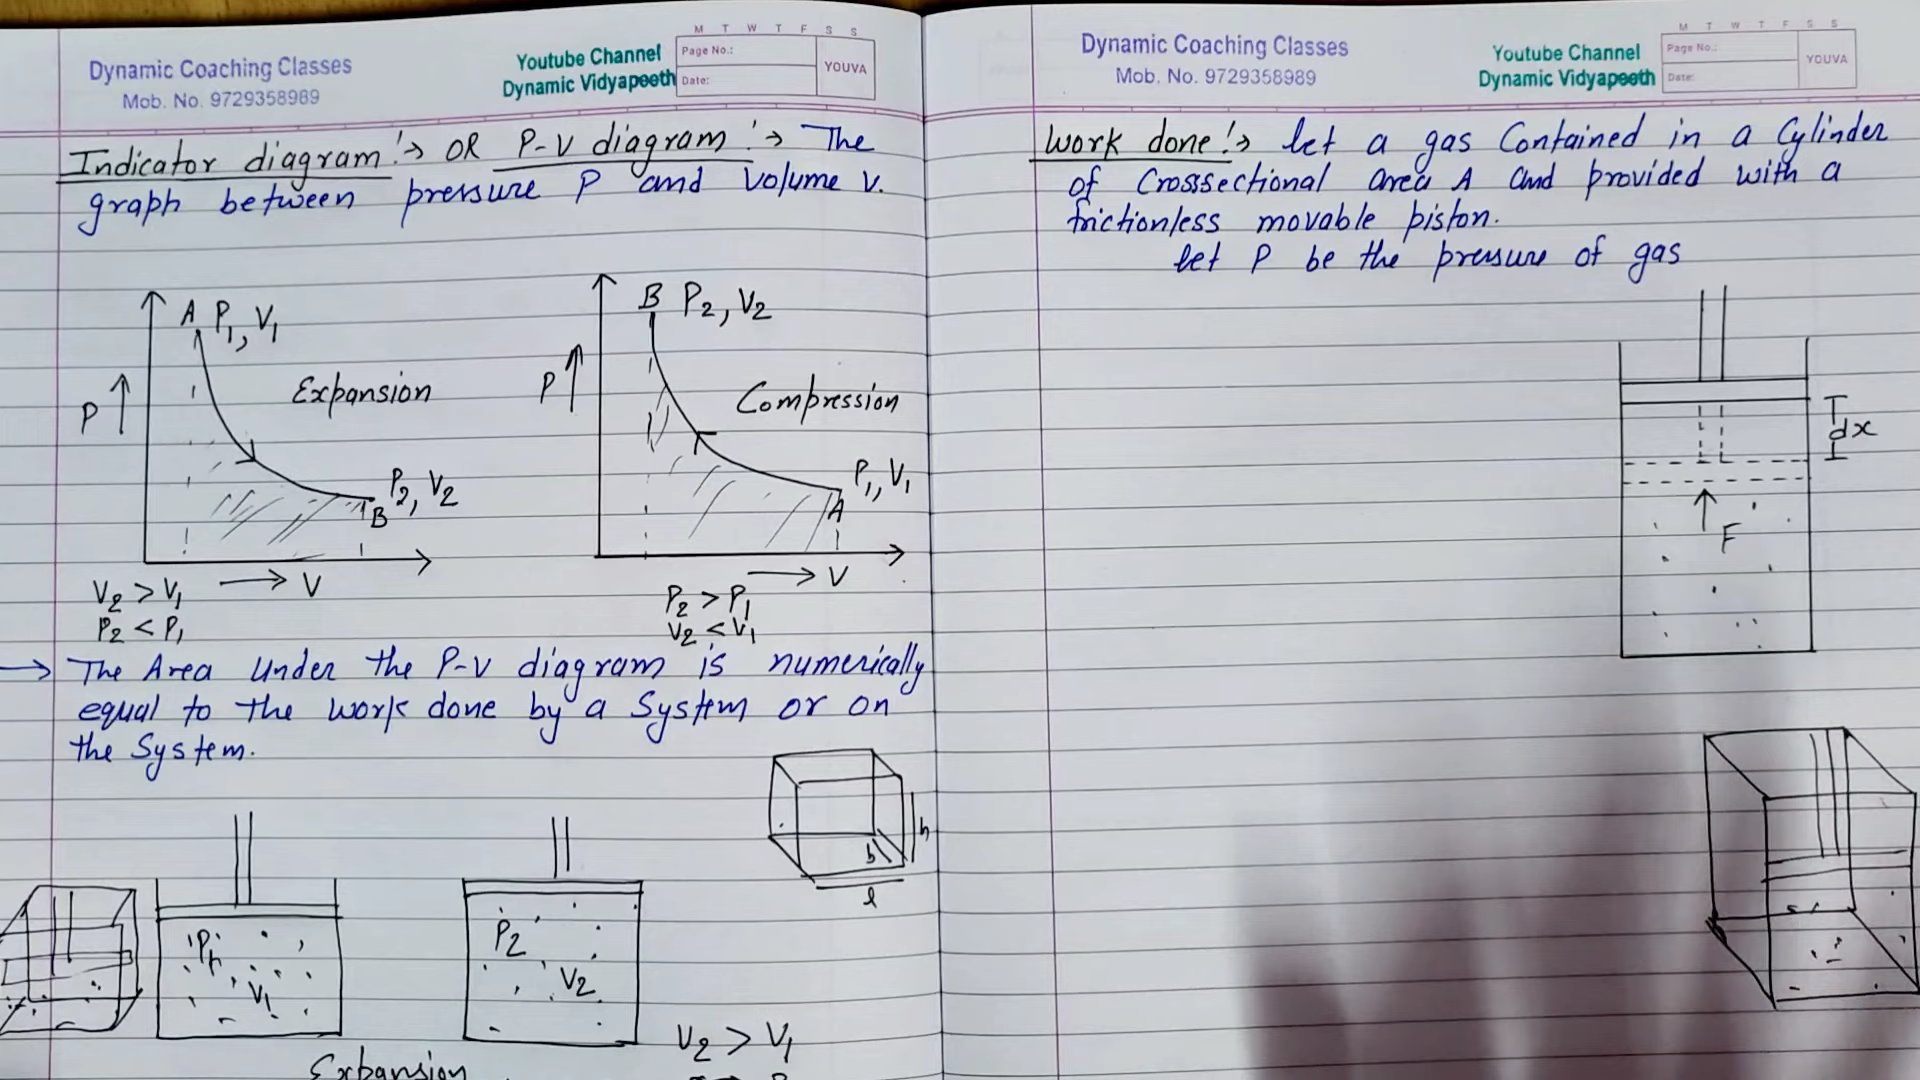 Dynamic Coaching Classes
Mob. No. 9729358989
Youtube Channel
Dynamic Vidyapeeth
M T W T F S S
Page No.:
Date:
YOUVA
Indicator diagram :→ OR P-V diagram :→ The
graph between pressure P and Volume V.
A P1, V1
Expansion
P
P2, V2
B
V
V2 > V1
P2 < P1
B P2, V2
P
Compression
P1, V1
A
V
P2 > P1
V2 < V1
→ The Area under the P-V diagram is numerically
equal to the work done by a System or on
the System.
h
b
l
P1
V1
P2
V2
V2 > V1
Expansion
Dynamic Coaching Classes
Mob. No. 9729358989
Youtube Channel
Dynamic Vidyapeeth
M T W T F S S
Page No.:
Date:
YOUVA
Work done :→ let a gas Contained in a Cylinder
of Crosssectional area A and provided with a
frictionless movable piston.
let P be the pressure of gas
dx
F